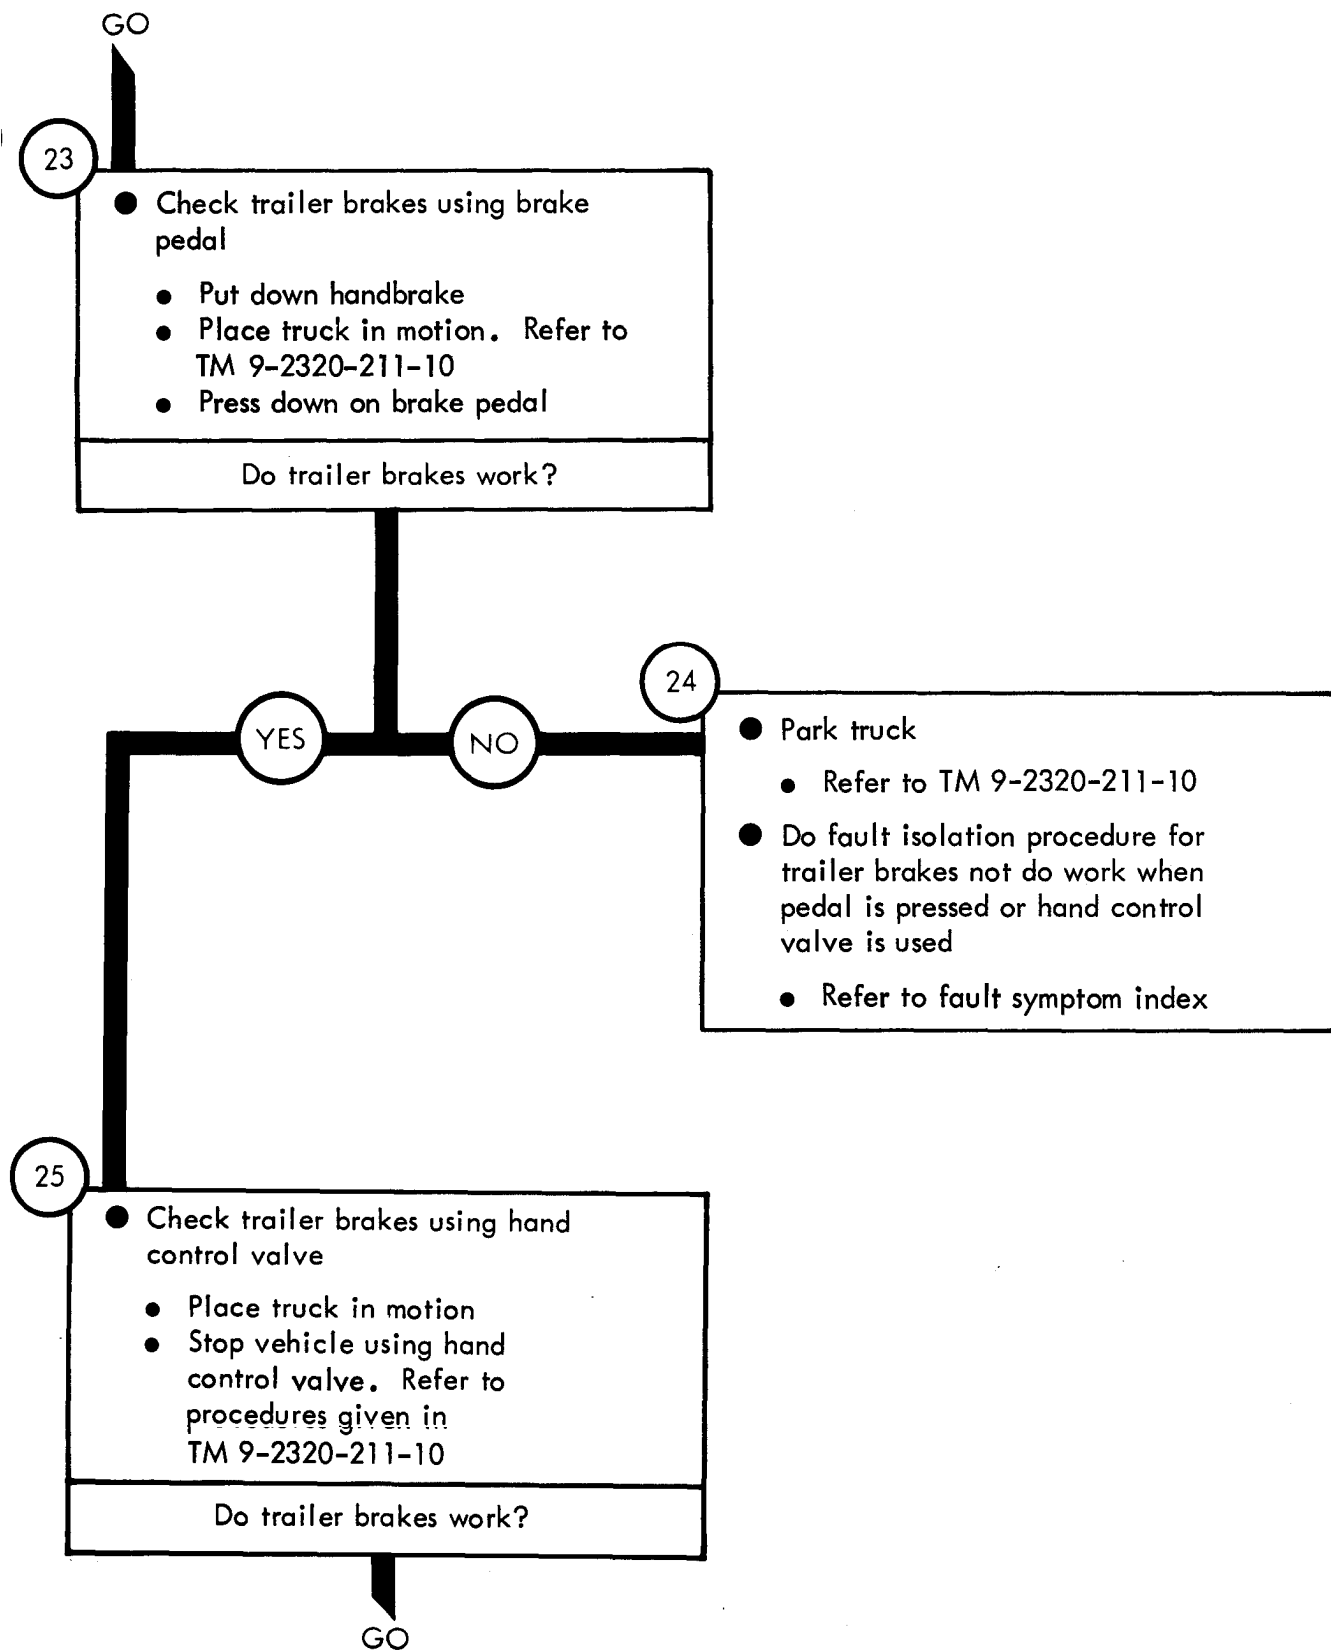 GO
23
● Check trailer brakes using brake
pedal
● Put down handbrake
● Place truck in motion. Refer to
TM 9-2320-211-10
● Press down on brake pedal
Do trailer brakes work?
YES
NO
24
● Park truck
● Refer to TM 9-2320-211-10
● Do fault isolation procedure for
trailer brakes not do work when
pedal is pressed or hand control
valve is used
● Refer to fault symptom index
25
● Check trailer brakes using hand
control valve
● Place truck in motion
● Stop vehicle using hand
control valve. Refer to
procedures given in
TM 9-2320-211-10
Do trailer brakes work?
GO